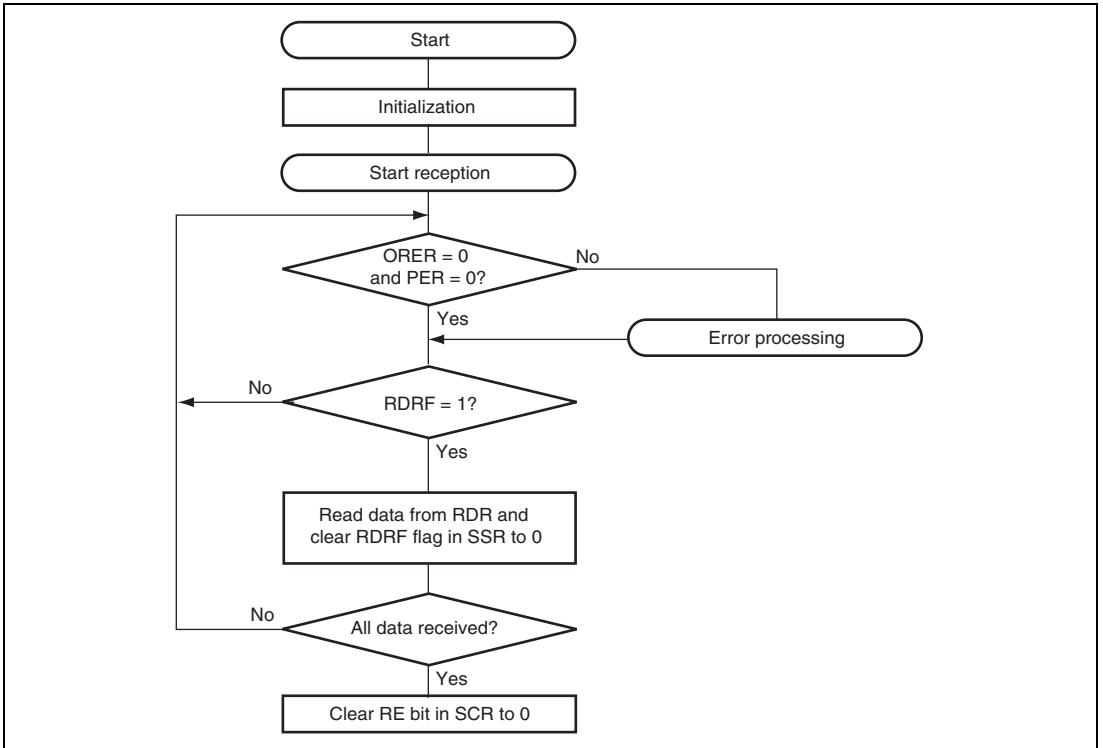 Start
Initialization
Start reception
ORER = 0
and PER = 0?
No
Yes
Error processing
No
RDRF = 1?
Yes
Read data from RDR and
clear RDRF flag in SSR to 0
No
All data received?
Yes
Clear RE bit in SCR to 0